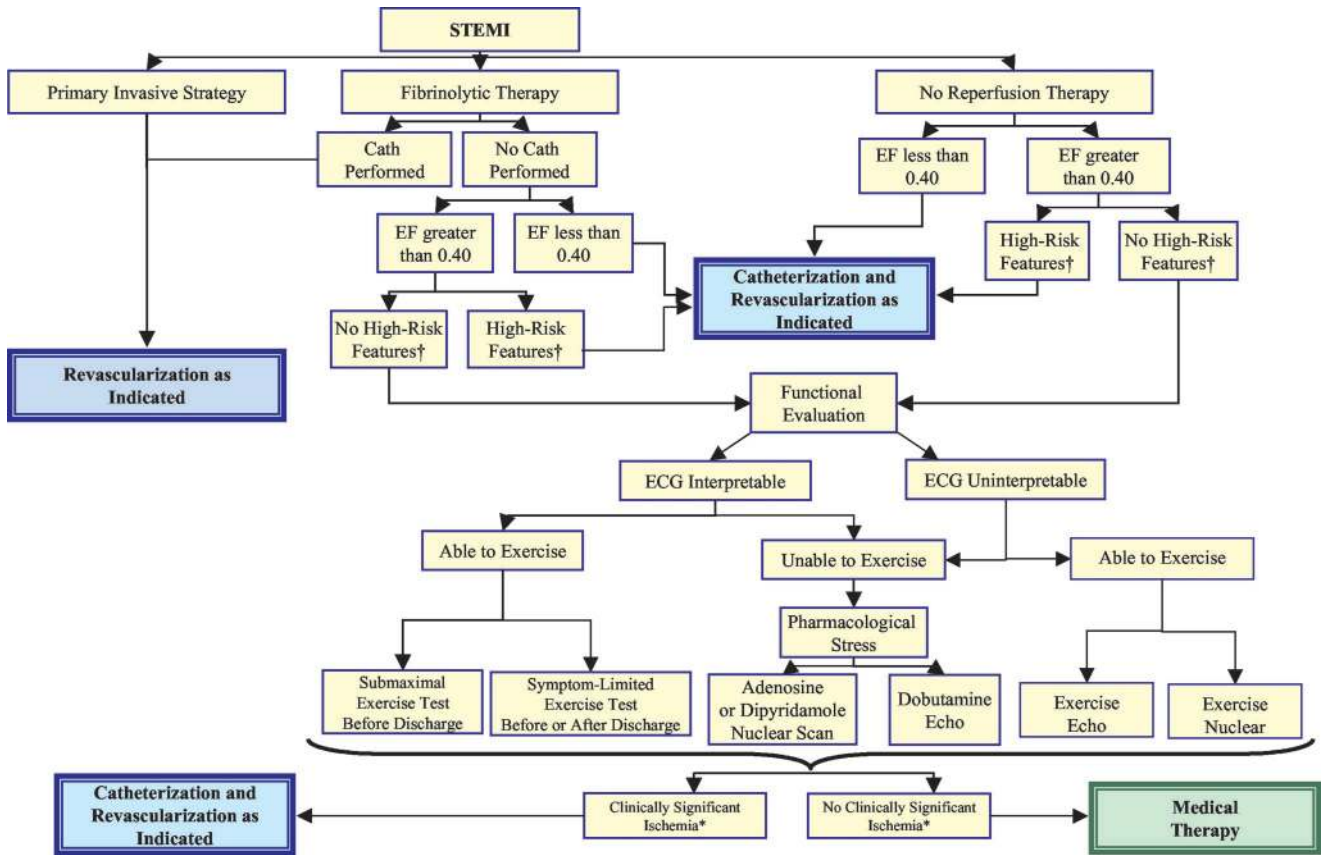 STEMI
Primary Invasive Strategy
Fibrinolytic Therapy
No Reperfusion Therapy
Cath
Performed
No Cath
Performed
EF less than
0.40
EF greater
than 0.40
EF greater
than 0.40
EF less than
0.40
High-Risk
Features†
No High-Risk
Features†
Catheterization and
Revascularization as
Indicated
No High-Risk
Features†
High-Risk
Features†
Revascularization as
Indicated
Functional
Evaluation
ECG Interpretable
ECG Uninterpretable
Able to Exercise
Unable to Exercise
Able to Exercise
Pharmacological
Stress
Submaximal
Exercise Test
Before Discharge
Symptom-Limited
Exercise Test
Before or After Discharge
Adenosine
or Dipyridamole
Nuclear Scan
Dobutamine
Echo
Exercise
Echo
Exercise
Nuclear
Catheterization and
Revascularization as
Indicated
Clinically Significant
Ischemia*
No Clinically Significant
Ischemia*
Medical
Therapy